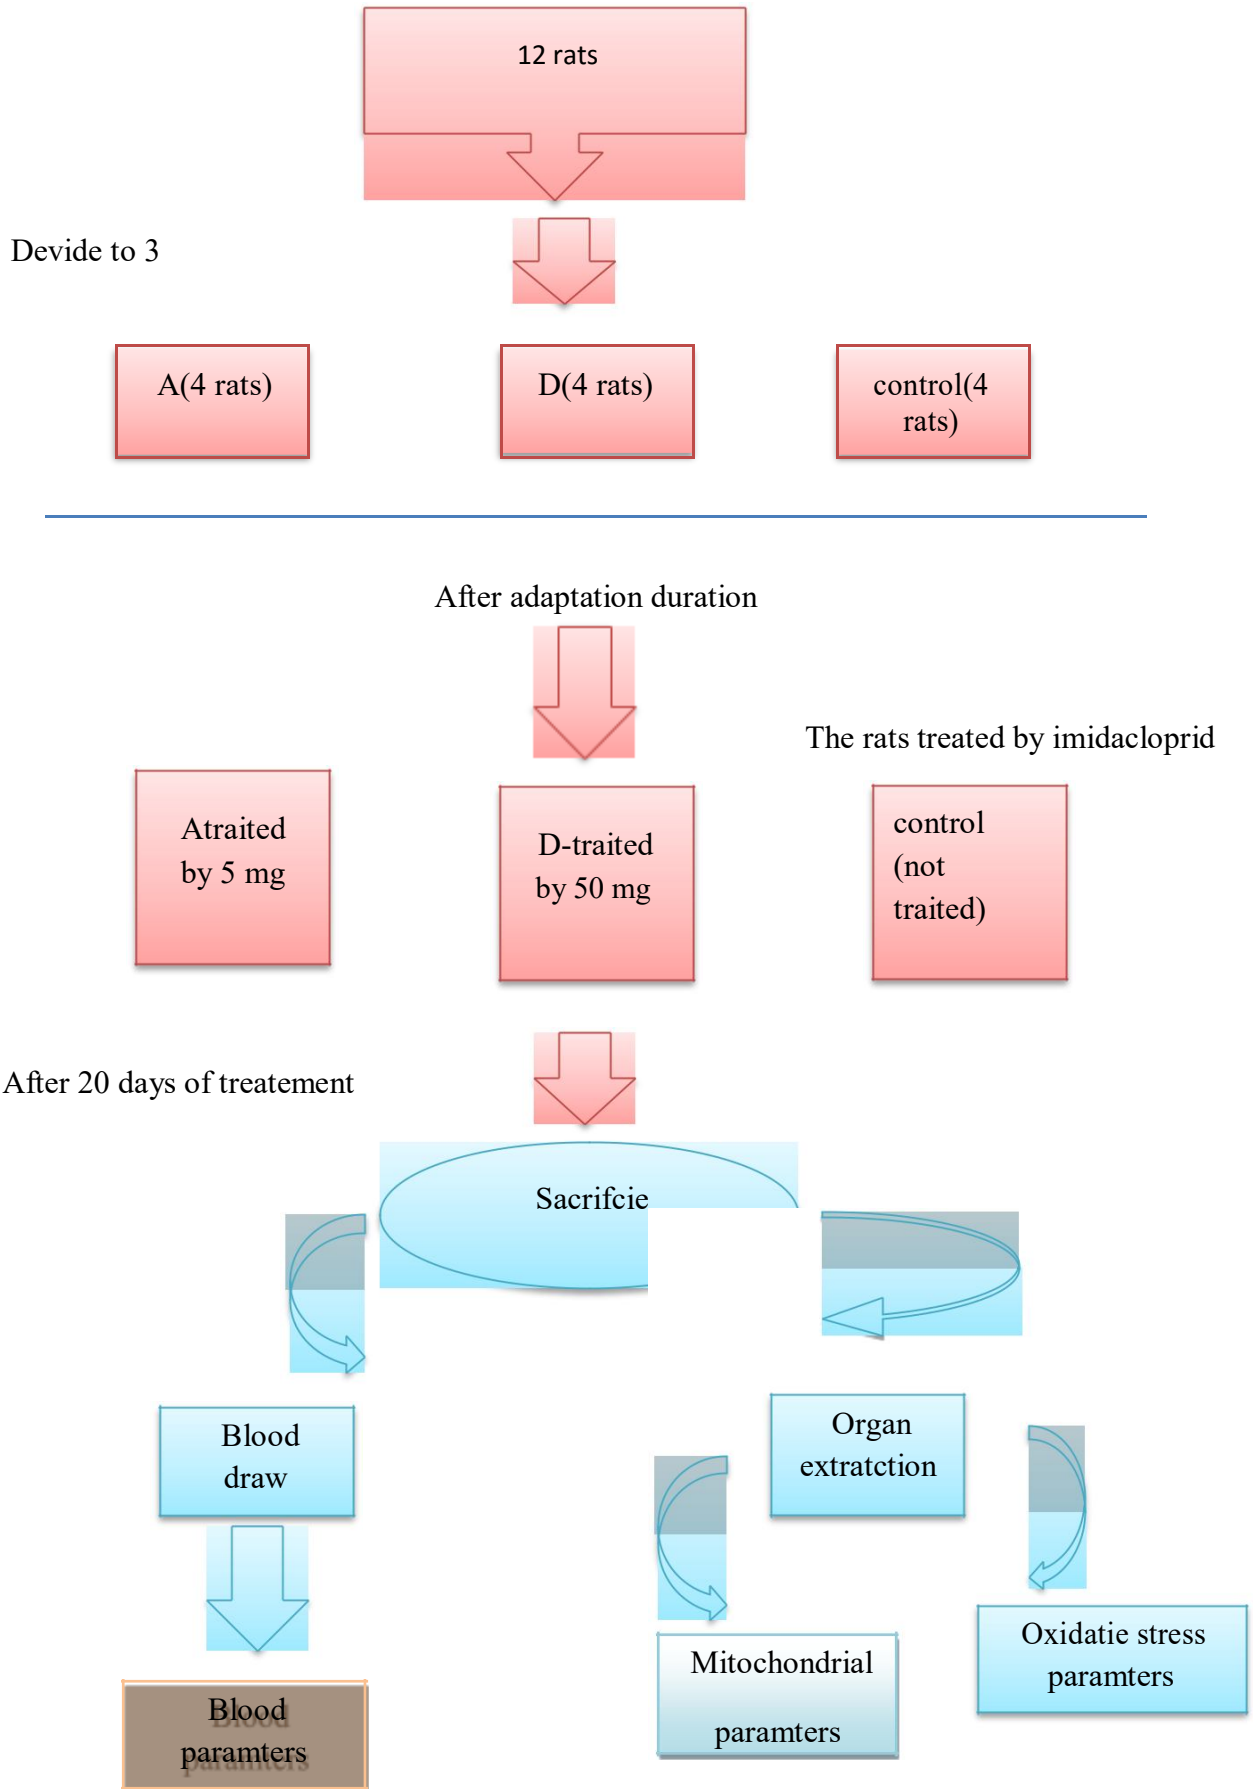 12 rats
Devide to 3
A(4 rats)
D(4 rats)
control(4
rats)
After adaptation duration
The rats treated by imidacloprid
Atraited
by 5 mg
D-traited
by 50 mg
control
(not
traited)
After 20 days of treatement
Sacrifcie
Blood
draw
Organ
extratction
Blood
paramters
Mitochondrial
paramters
Oxidatie stress
paramters